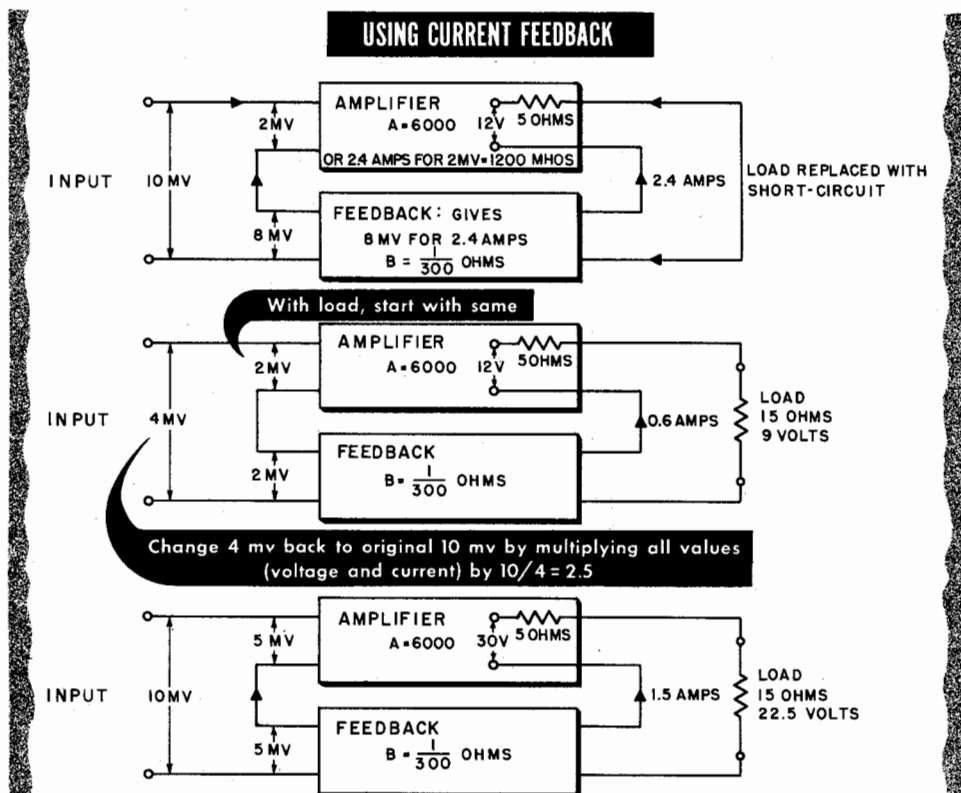 USING CURRENT FEEDBACK
AMPLIFIER
A=6000
2MV
12V
5 OHMS
OR 2.4 AMPS FOR 2MV=1200 MHOS
INPUT
10 MV
2.4 AMPS
LOAD REPLACED WITH
SHORT-CIRCUIT
FEEDBACK: GIVES
8 MV FOR 2.4 AMPS
B = 1/300 OHMS
8 MV
With load, start with same
AMPLIFIER
A=6000
2MV
12V
5OHMS
INPUT
4 MV
0.6 AMPS
LOAD
15 OHMS
9 VOLTS
FEEDBACK
B = 1/300 OHMS
2 MV
Change 4 mv back to original 10 mv by multiplying all values
(voltage and current) by 10/4 = 2.5
AMPLIFIER
A=6000
5 MV
30V
5 OHMS
INPUT
10MV
1.5 AMPS
LOAD
15 OHMS
22.5 VOLTS
FEEDBACK
B = 1/300 OHMS
5 MV